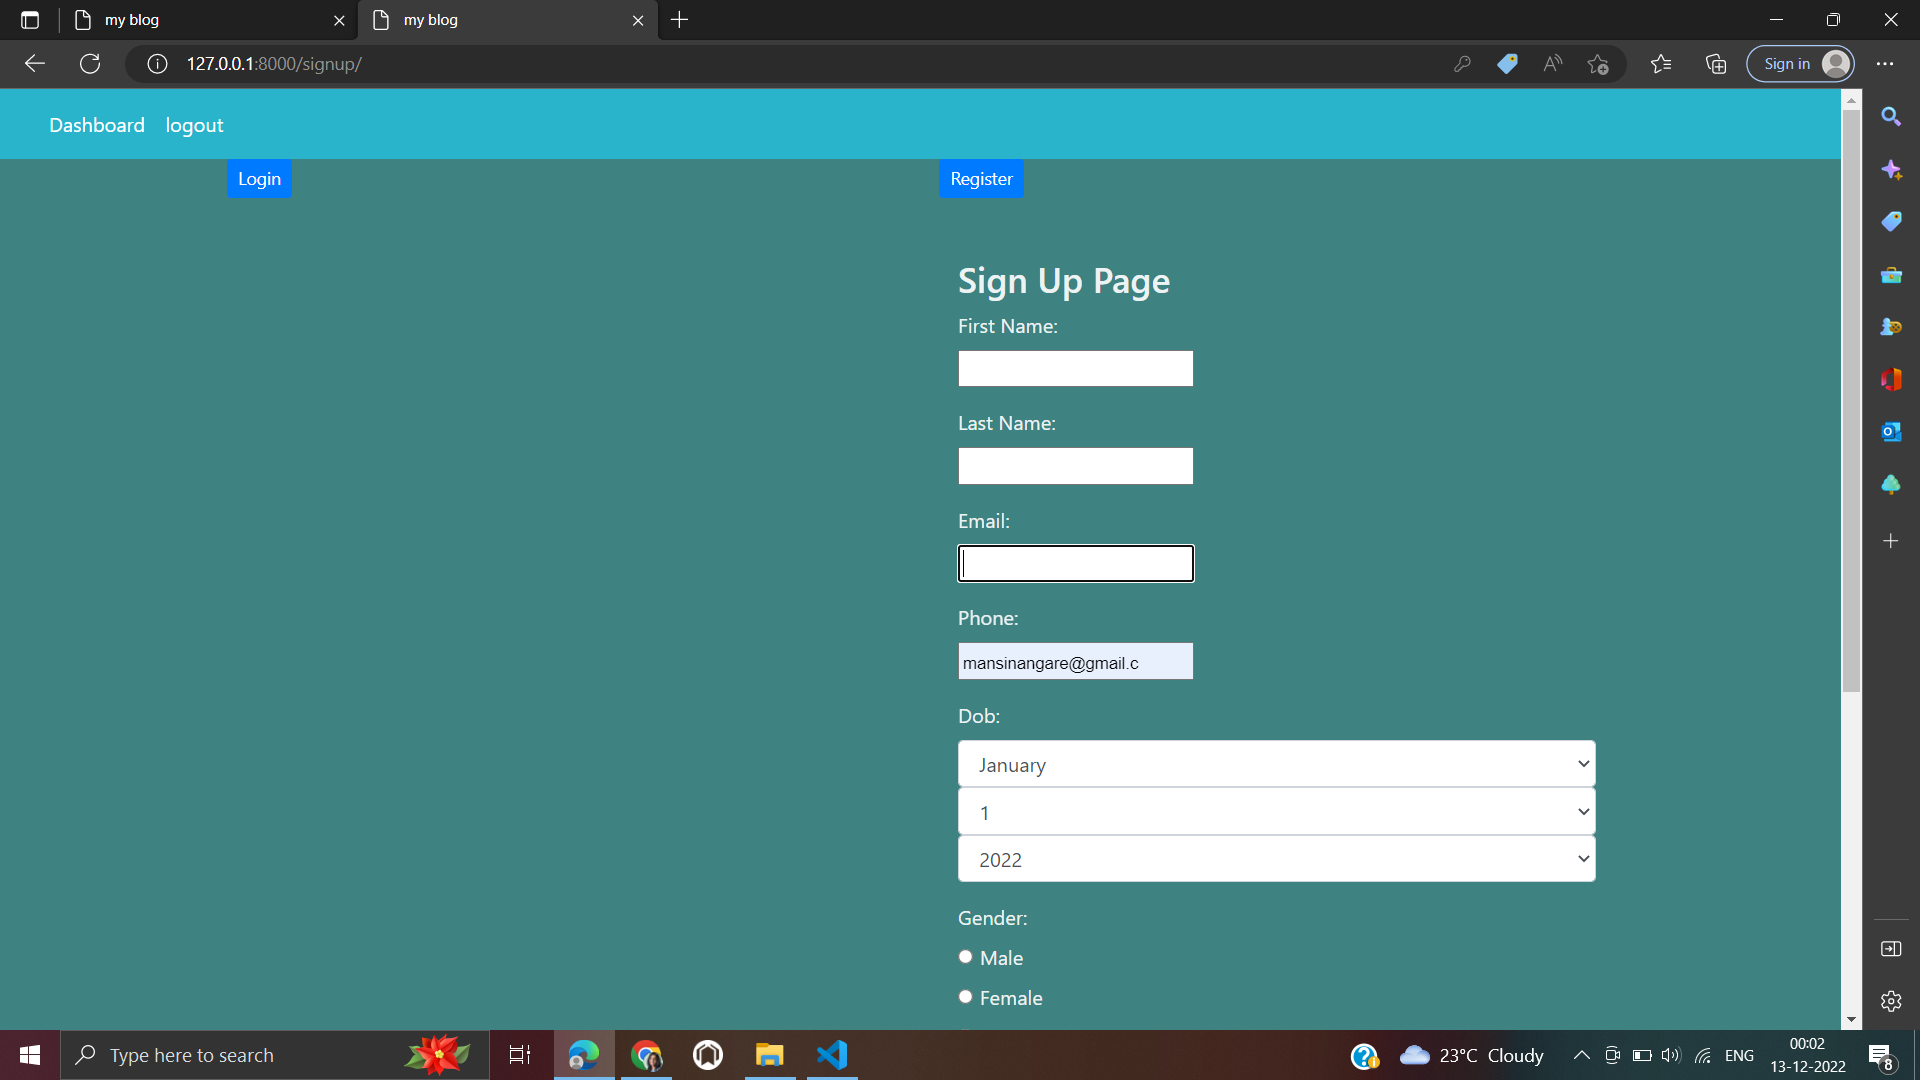 my blog
my blog
127.0.0.1:8000/signup/
Sign in
Dashboard logout
Login
Register
Sign Up Page
First Name:
Last Name:
Email:
Phone:
mansinangare@gmail.c
Dob:
January
1
2022
Gender:
Male
Female
Type here to search
23°C Cloudy
ENG
00:02
13-12-2022
8